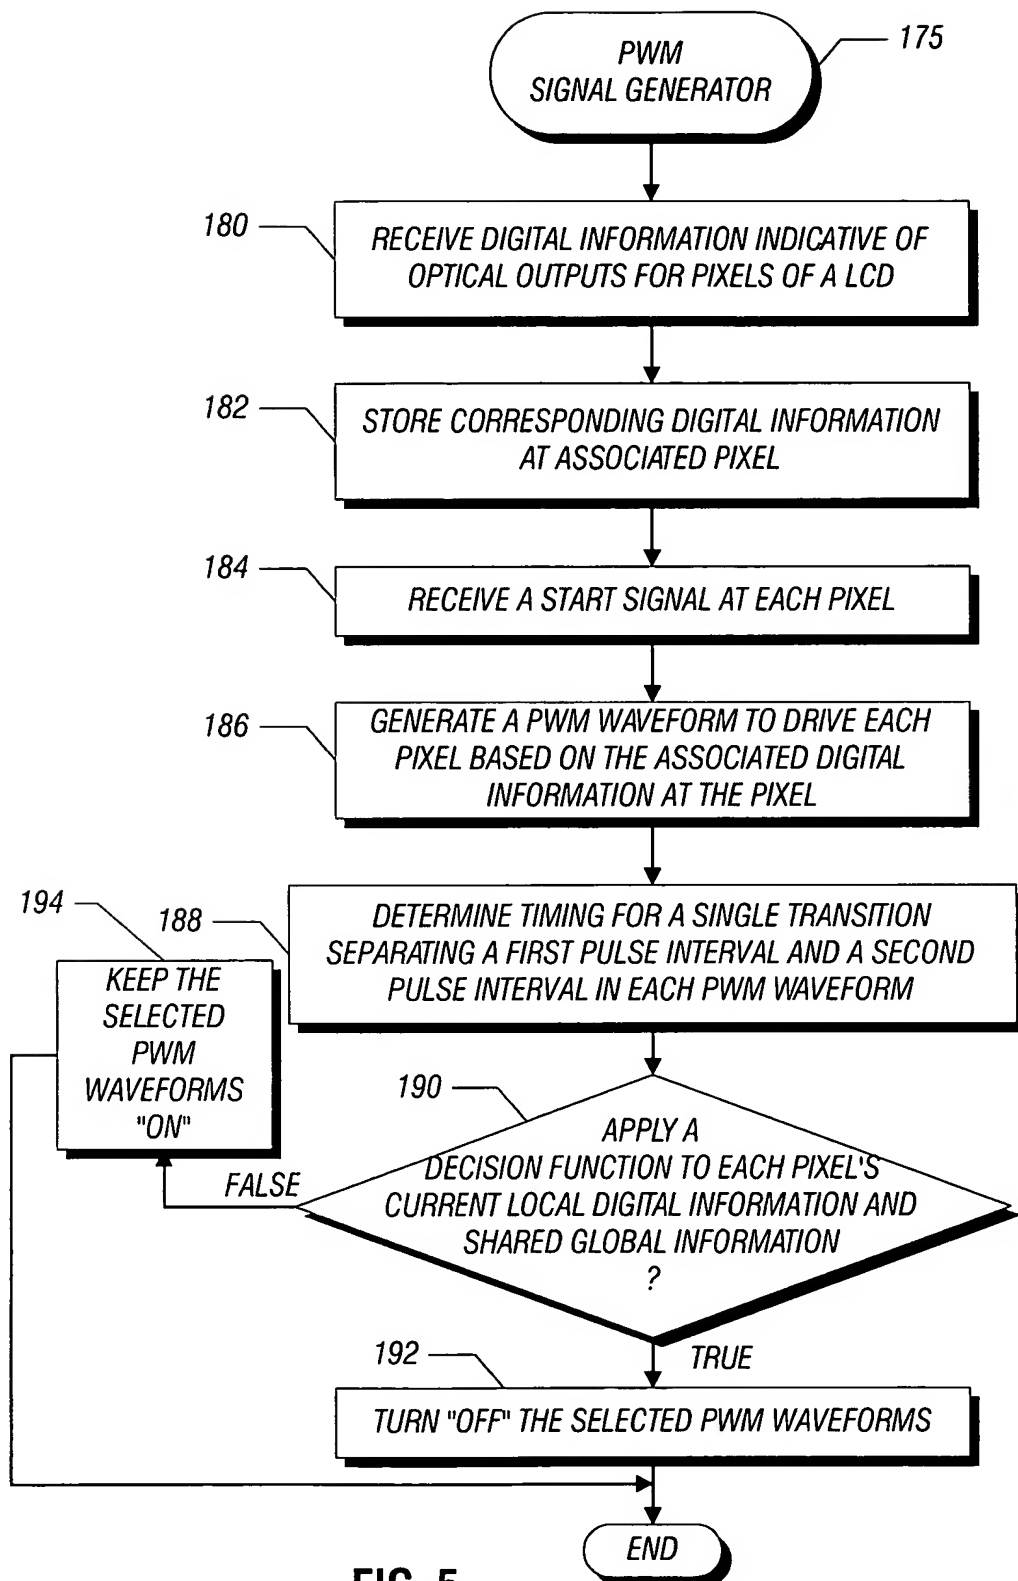 PWM
SIGNAL GENERATOR
175
180
RECEIVE DIGITAL INFORMATION INDICATIVE OF
OPTICAL OUTPUTS FOR PIXELS OF A LCD
182
STORE CORRESPONDING DIGITAL INFORMATION
AT ASSOCIATED PIXEL
184
RECEIVE A START SIGNAL AT EACH PIXEL
186
GENERATE A PWM WAVEFORM TO DRIVE EACH
PIXEL BASED ON THE ASSOCIATED DIGITAL
INFORMATION AT THE PIXEL
188
DETERMINE TIMING FOR A SINGLE TRANSITION
SEPARATING A FIRST PULSE INTERVAL AND A SECOND
PULSE INTERVAL IN EACH PWM WAVEFORM
194
KEEP THE
SELECTED
PWM
WAVEFORMS
"ON"
190
APPLY A
DECISION FUNCTION TO EACH PIXEL'S
CURRENT LOCAL DIGITAL INFORMATION AND
SHARED GLOBAL INFORMATION
?
FALSE
TRUE
192
TURN "OFF" THE SELECTED PWM WAVEFORMS
END
FIG. 5